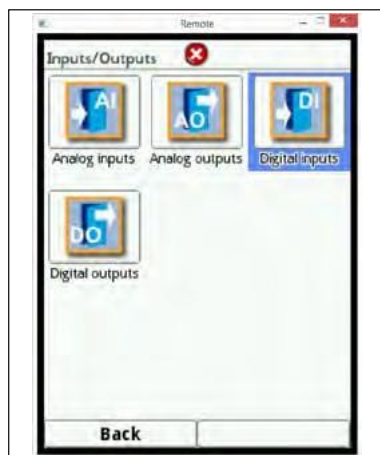 Remote
Inputs/Outputs
AI
AO
DI
Analog inputs
Analog outputs
Digital inputs
DO
Digital outputs
Back